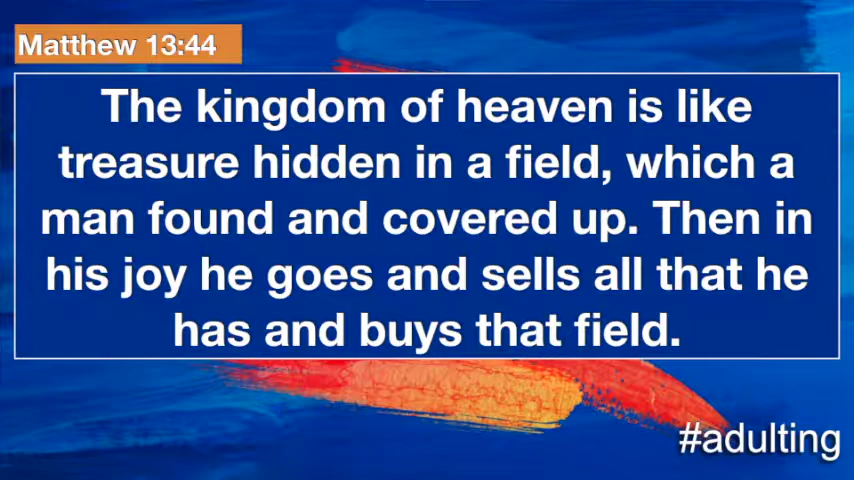 Matthew 13:44
The kingdom of heaven is like
treasure hidden in a field, which a
man found and covered up. Then in
his joy he goes and sells all that he
has and buys that field.
#adulting